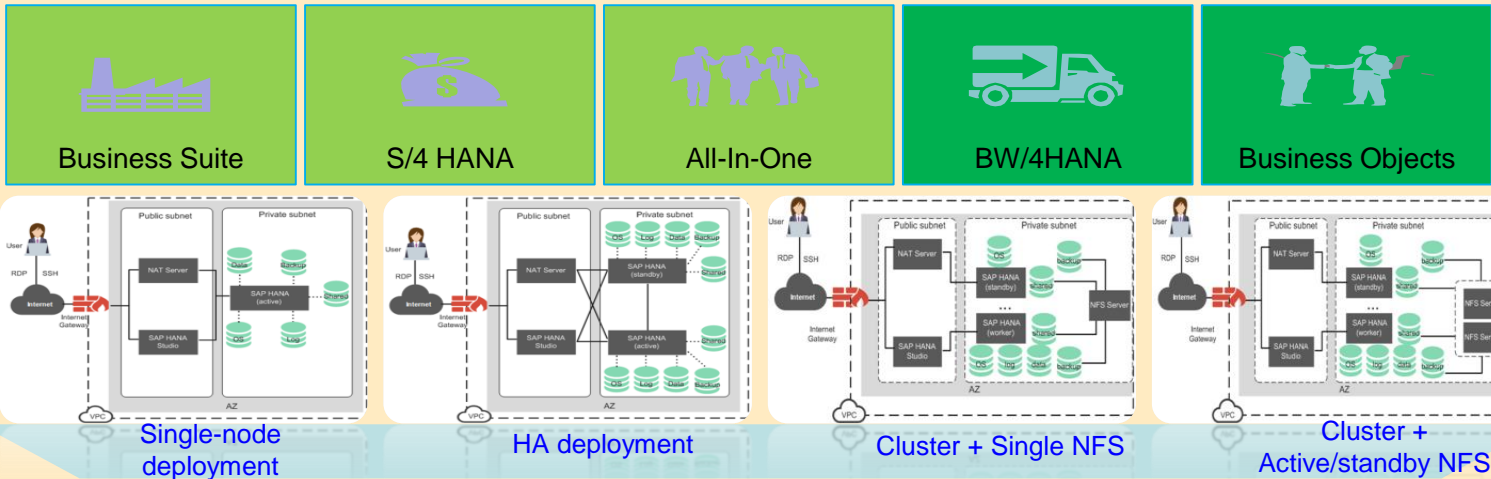 Business Suite
S/4 HANA
All-In-One
BW/4HANA
Business Objects
Public subnet
Private subnet
User
RDP
SSH
Internet
Internet
Gateway
NAT Server
SAP HANA
Studio
Data
Backup
SAP HANA
(active)
Shared
OS
Log
AZ
VPC
Single-node
deployment
Public subnet
Private subnet
User
RDP
SSH
Internet
Internet
Gateway
NAT Server
SAP HANA
Studio
OS
Log
Data
Backup
SAP HANA
(standby)
Shared
SAP HANA
(active)
Shared
OS
Log
Data
Backup
AZ
VPC
HA deployment
Public subnet
Private subnet
User
RDP
SSH
Internet
Internet
Gateway
NAT Server
SAP HANA
Studio
OS
backup
SAP HANA
(standby)
shared
...
SAP HANA
(worker)
shared
NFS Server
OS
log
data
backup
AZ
VPC
Cluster + Single NFS
Public subnet
Private subnet
User
RDP
SSH
Internet
Internet
Gateway
NAT Server
SAP HANA
Studio
OS
backup
SAP HANA
(standby)
shared
...
SAP HANA
(worker)
shared
NFS Ser
NFS Ser
OS
log
data
backup
AZ
VPC
Cluster +
Active/standby NFS